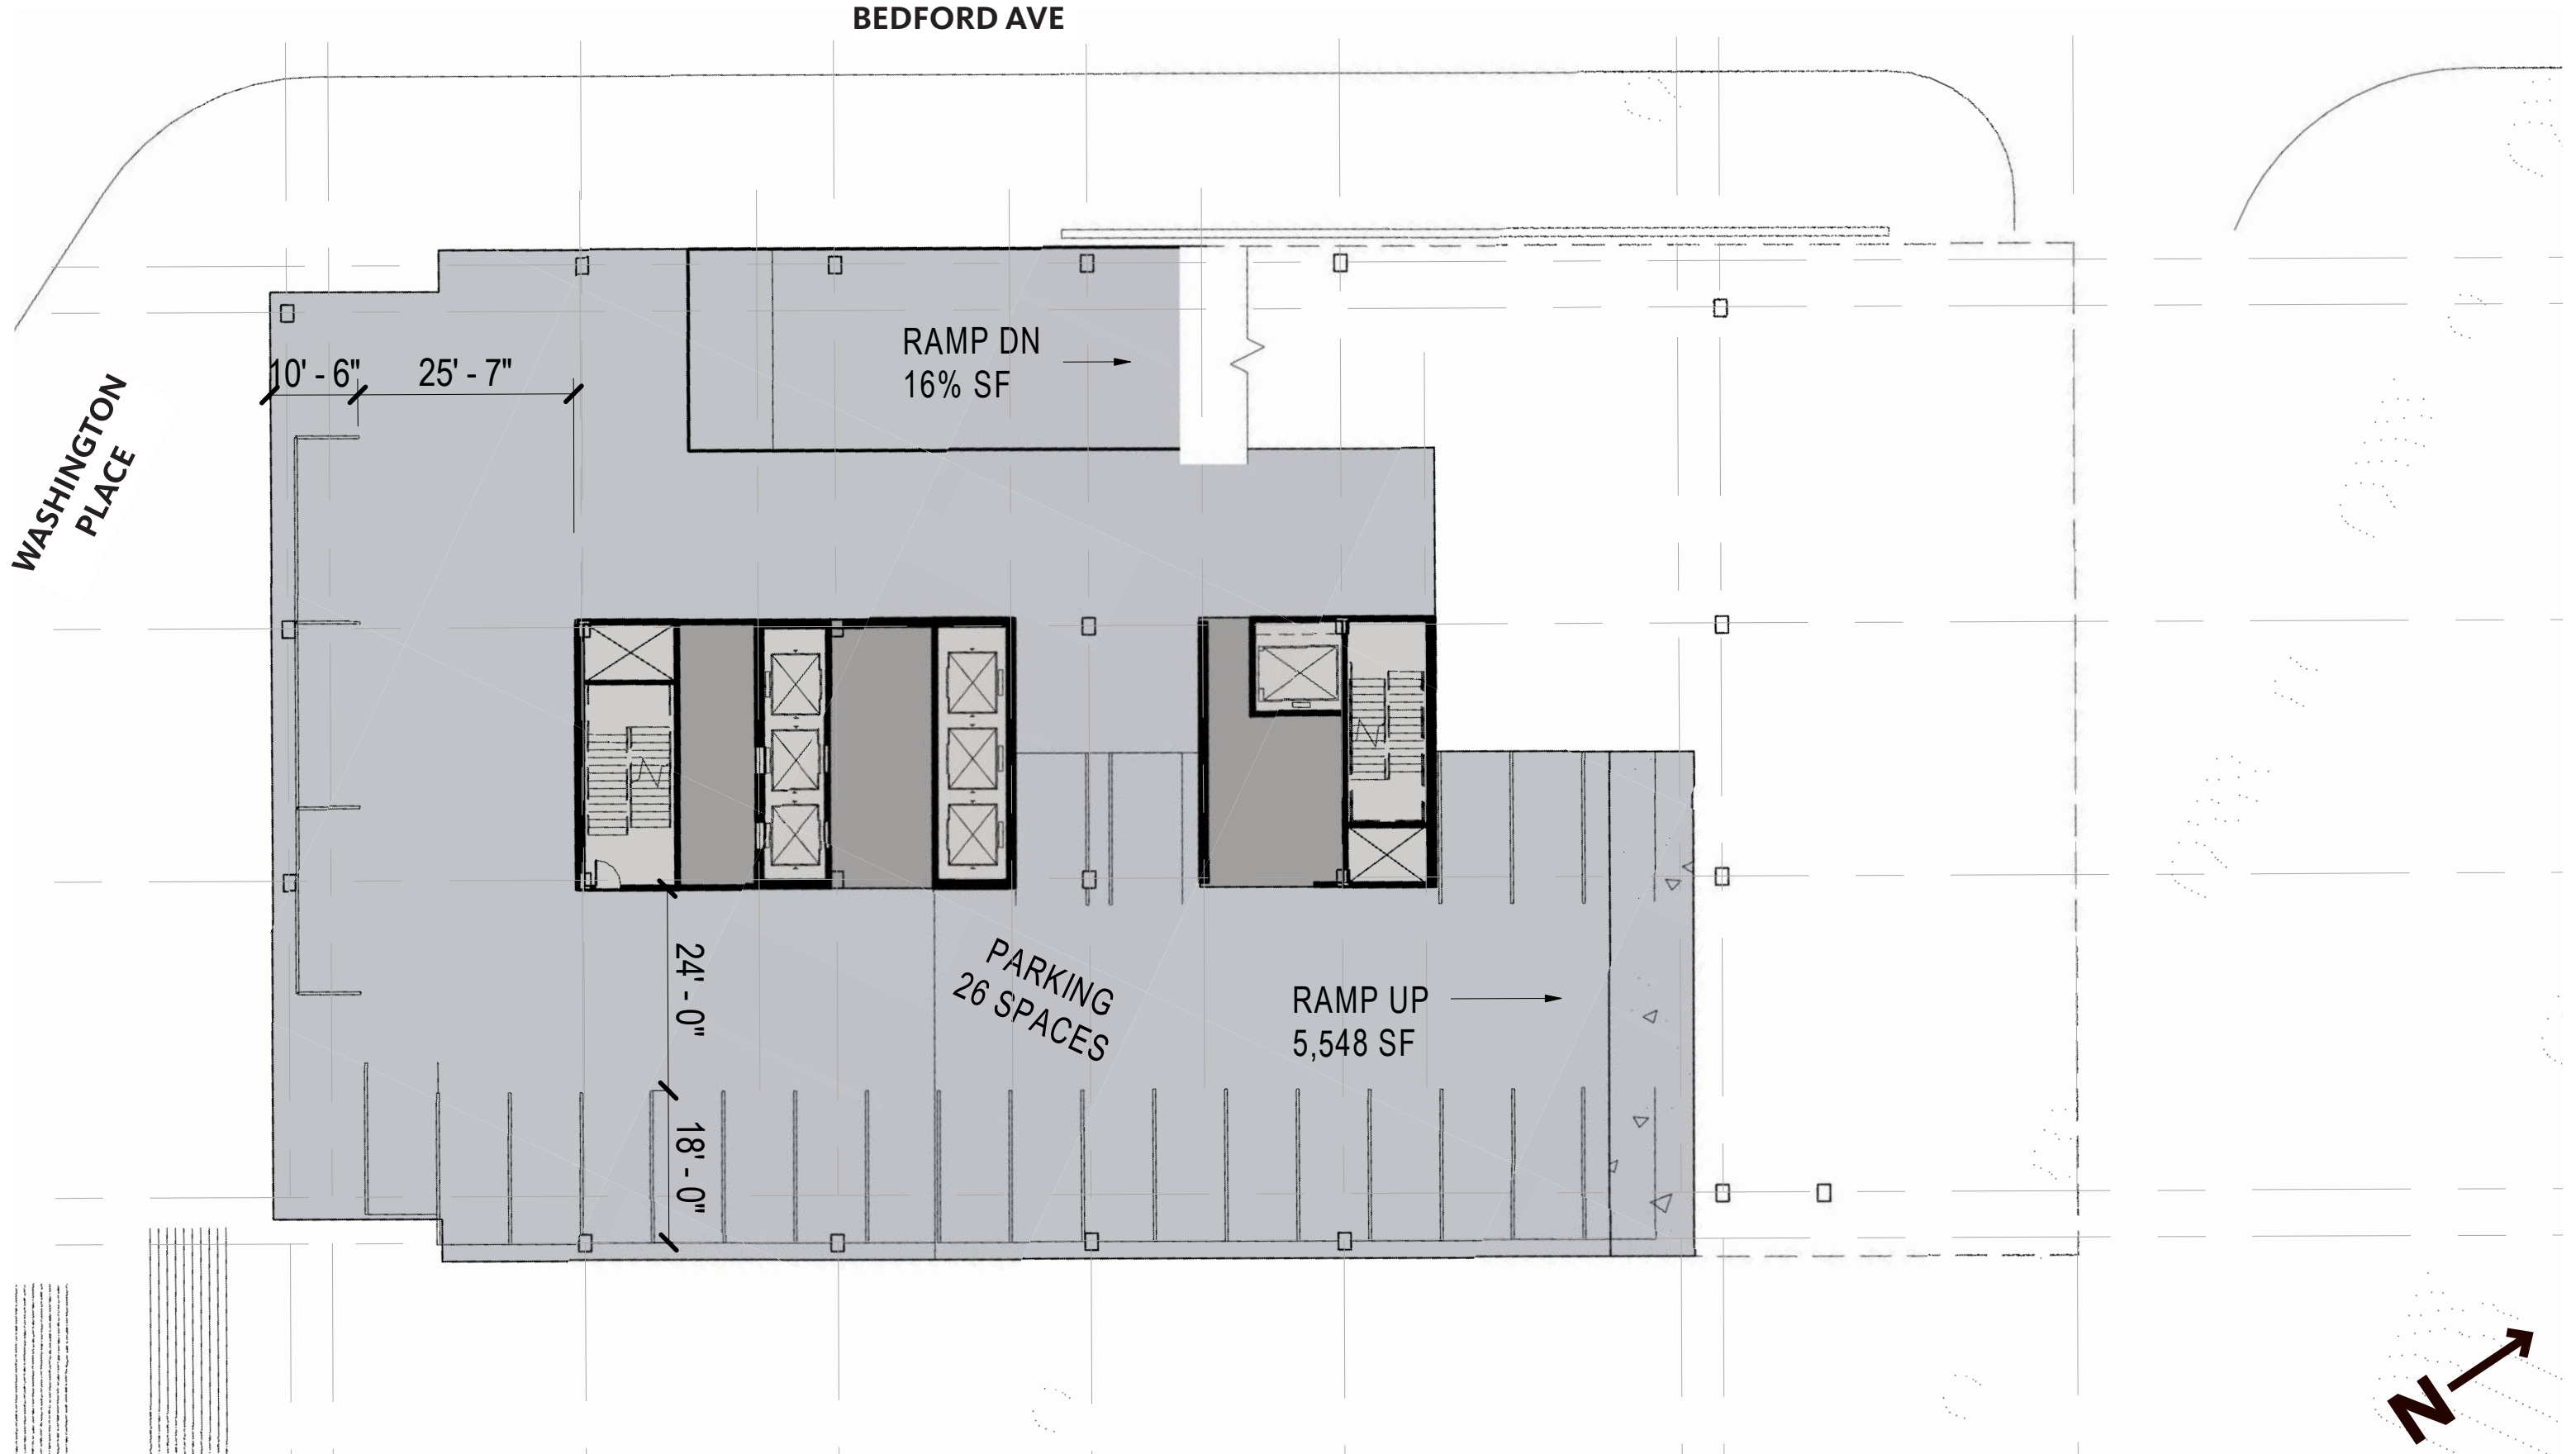 BEDFORD AVE
RAMP DN
16% SF
10' - 6"
25' - 7"
WASHINGTON
PLACE
24' - 0"
PARKING
26 SPACES
RAMP UP
5,548 SF
18' - 0"
N